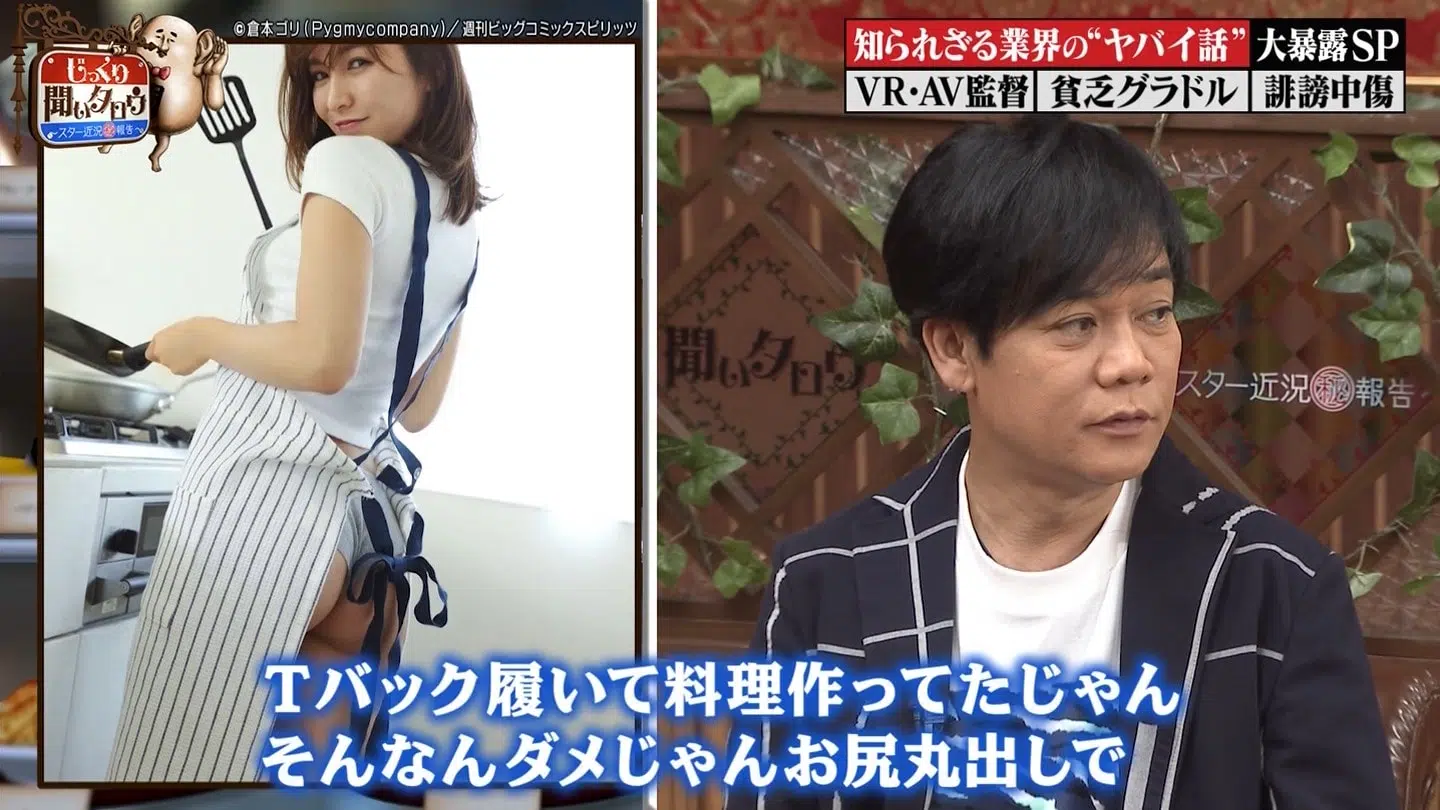 ©倉本ゴリ(Pygmycompany)/週刊ビッグコミックスピリッツ
じっくり
聞いタロウ
~スター近況㊙報告~
知られざる業界の“ヤバイ話”大暴露SP
VR・AV監督 貧乏グラドル 誹謗中傷
聞いタロウ
スター近況㊙報告
Tバック履いて料理作ってたじゃん
そんなんダメじゃんお尻丸出しで